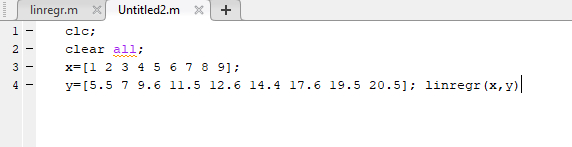 linregr.m Untitled2.m
1 clc;
2 clear all;
3 x=[1 2 3 4 5 6 7 8 9];
4 y=[5.5 7 9.6 11.5 12.6 14.4 17.6 19.5 20.5]; linregr(x,y)